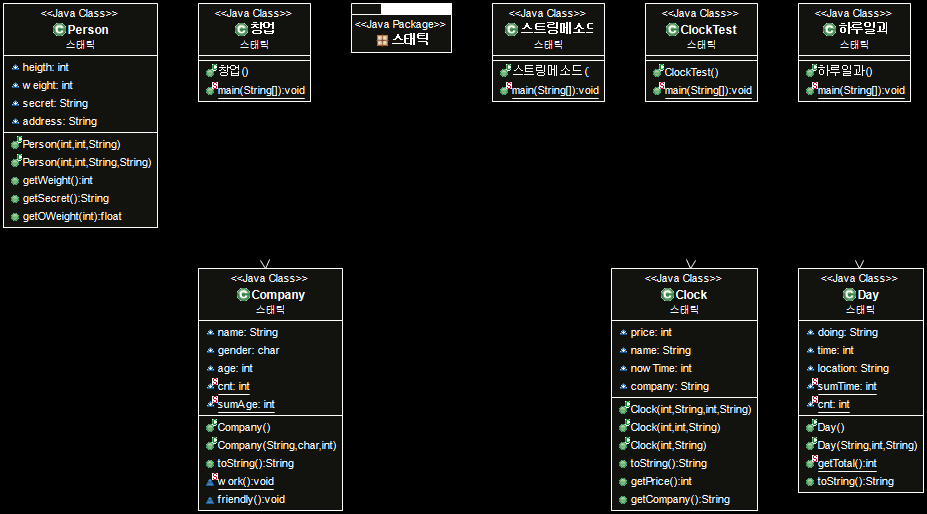 <<Java Class>>
Person
스태틱
heigth: int
weight: int
secret: String
address: String
Person(int,int,String)
Person(int,int,String,String)
getWeight():int
getSecret():String
getOWeight(int):float
<<Java Class>>
창업
스태틱
창업()
main(String[]):void
<<Java Package>>
스태틱
<<Java Class>>
스트링메소드
스태틱
스트링메소드(
main(String[]):void
<<Java Class>>
ClockTest
스태틱
ClockTest()
main(String[]):void
<<Java Class>>
하루일과
스태틱
하루일과()
main(String[]):void
<<Java Class>>
Company
스태틱
name: String
gender: char
age: int
cnt: int
sumAge: int
Company()
Company(String,char,int)
toString():String
work():void
friendly():void
<<Java Class>>
Clock
스태틱
price: int
name: String
nowTime: int
company: String
Clock(int,String,int,String)
Clock(int,int,String)
Clock(int,String)
toString():String
getPrice():int
getCompany():String
<<Java Class>>
Day
스태틱
doing: String
time: int
location: String
sumTime: int
cnt: int
Day()
Day(String,int,String)
getTotal():int
toString():String